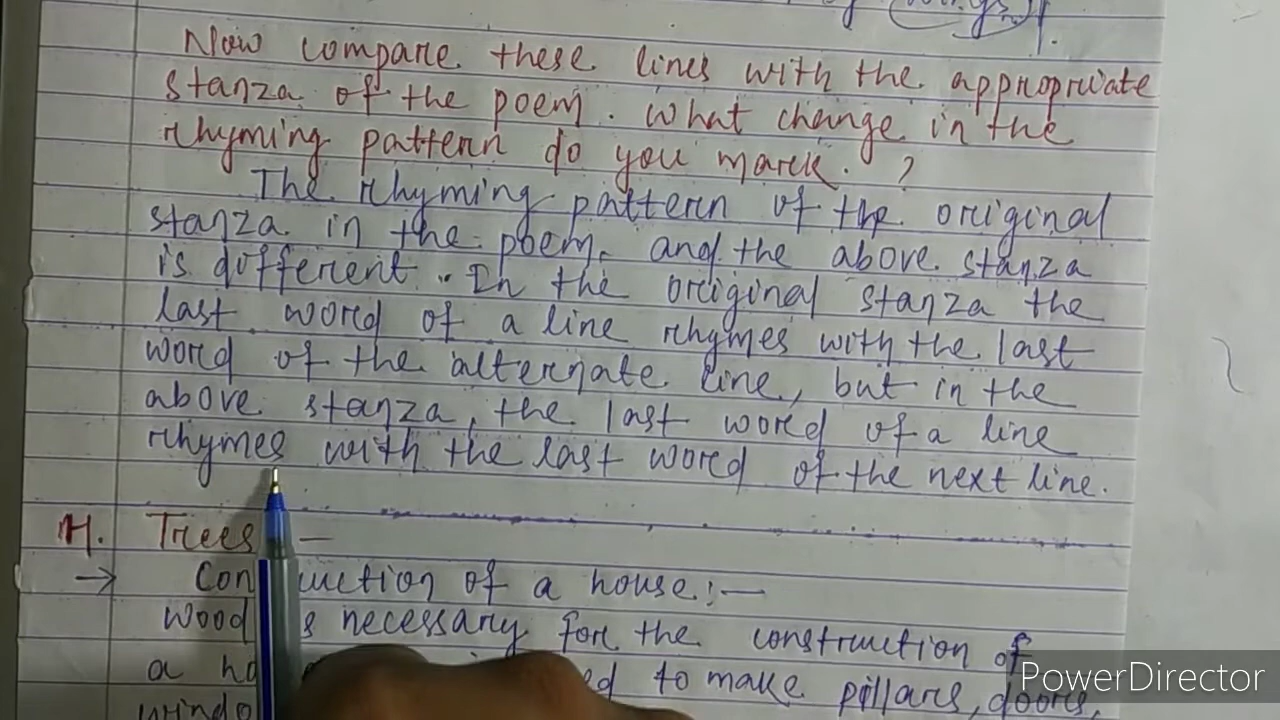 Now compare these lines with the appropriate
stanza of the poem. What change in the
rhyming pattern do you mark. ?
The rhyming pattern of the original
stanza in the poem and the above stanza
is different. In the original stanza the
last word of a line rhymes with the last
word of the alternate line, but in the
above stanza, the last word of a line
rhymes with the last word of the next line.
H. Trees —
→ Con uction of a house:—
Wood s necessary for the construction of
a ed to make pillars, doors,
PowerDirector